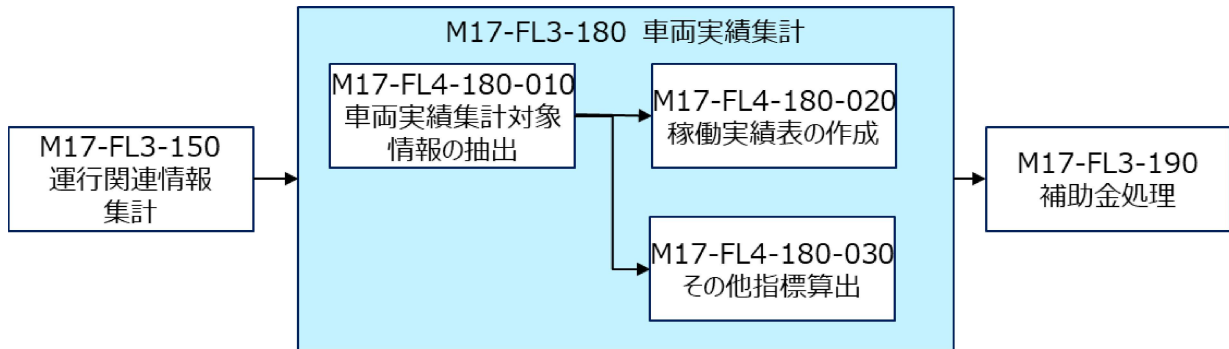 M17-FL3-180 車両実績集計
M17-FL3-150
運行関連情報
集計
M17-FL4-180-010
車両実績集計対象
情報の抽出
M17-FL4-180-020
稼働実績表の作成
M17-FL4-180-030
その他指標算出
M17-FL3-190
補助金処理